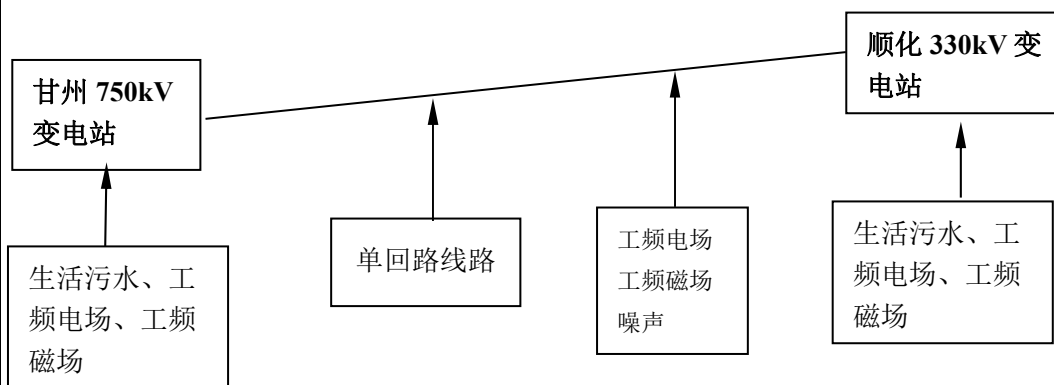 甘州 750kV
变电站
顺化 330kV 变
电站
生活污水、工
频电场、工频
磁场
单回路线路
工频电场
工频磁场
噪声
生活污水、工
频电场、工频
磁场